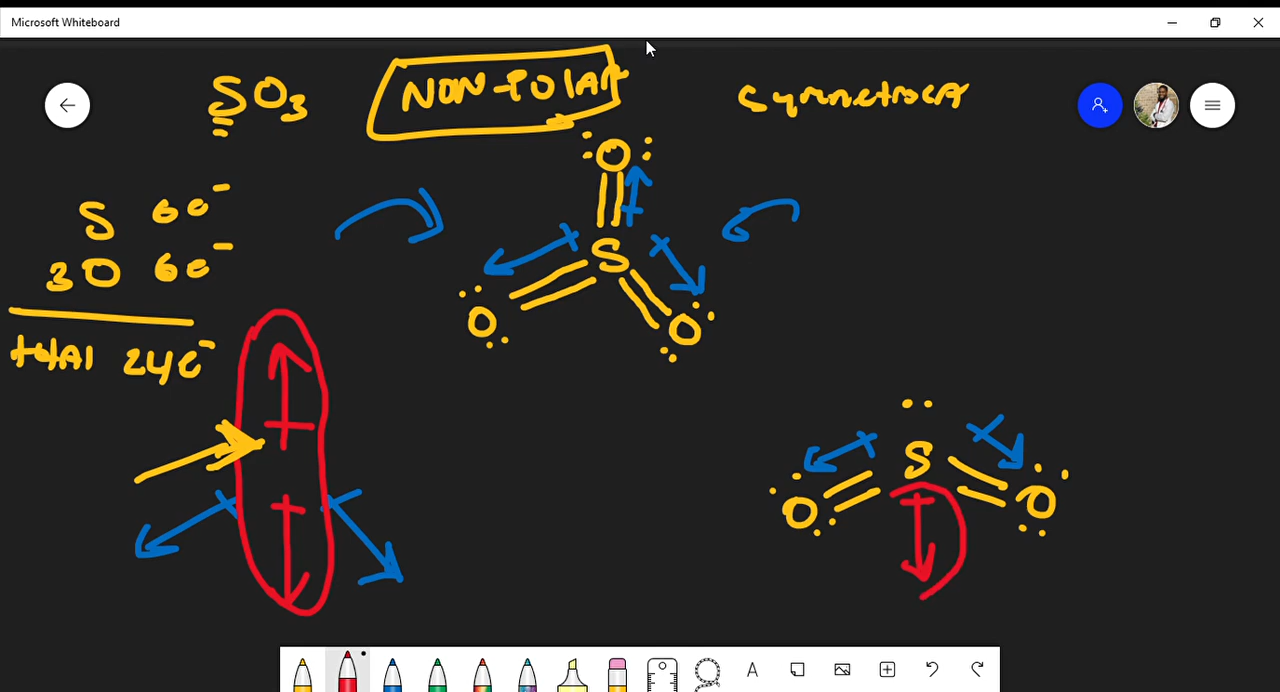 Microsoft Whiteboard
SO3 NON-POLAR Symmetrical
S 6e-
3O 6e-
total 24e-
O
S
O O
S
O O
A